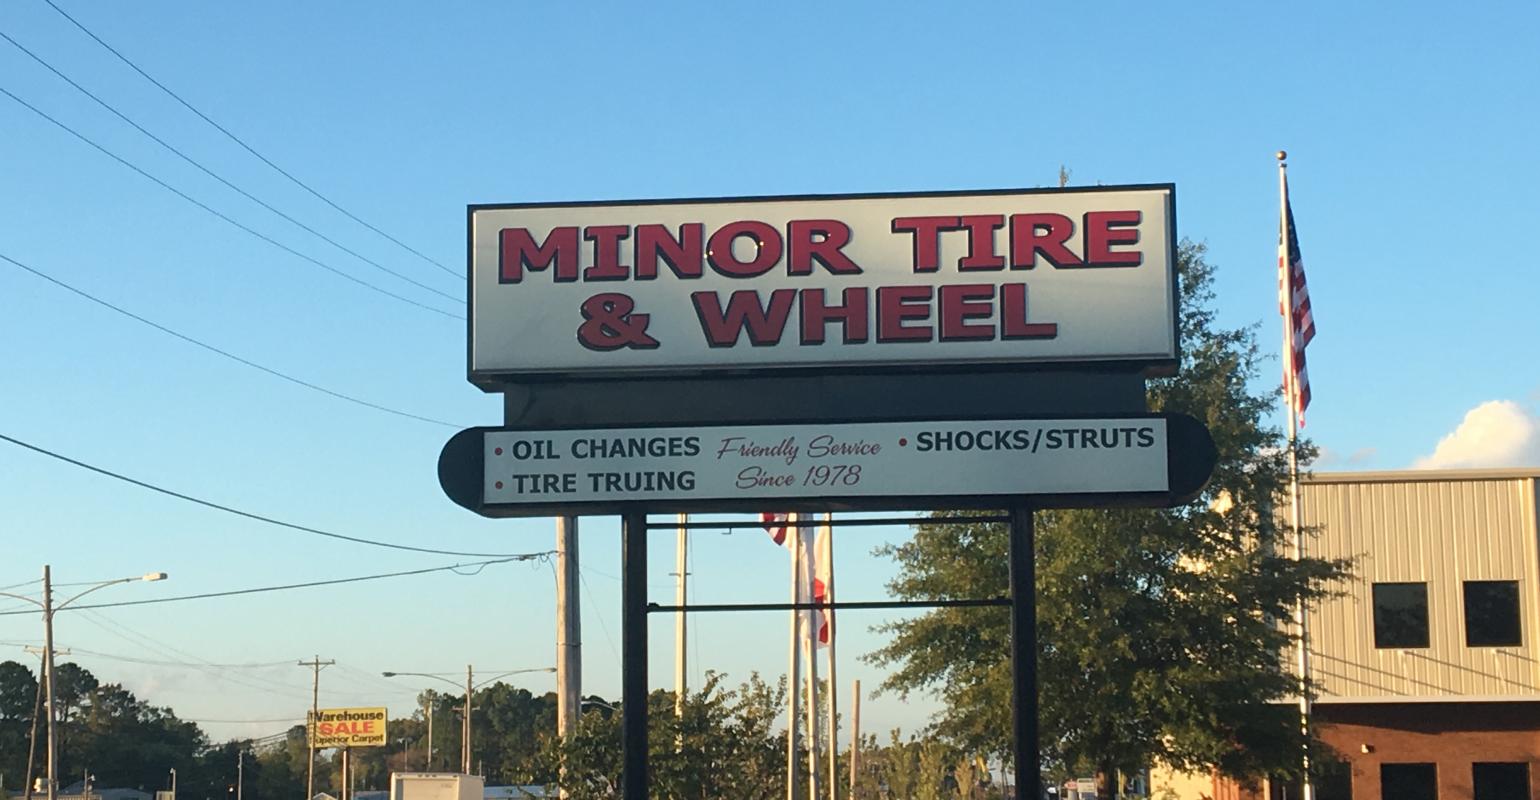 MINOR TIRE
& WHEEL
• OIL CHANGES
• TIRE TRUING
Friendly Service
Since 1978
• SHOCKS/STRUTS
Warehouse
SALE
Superior Carpet